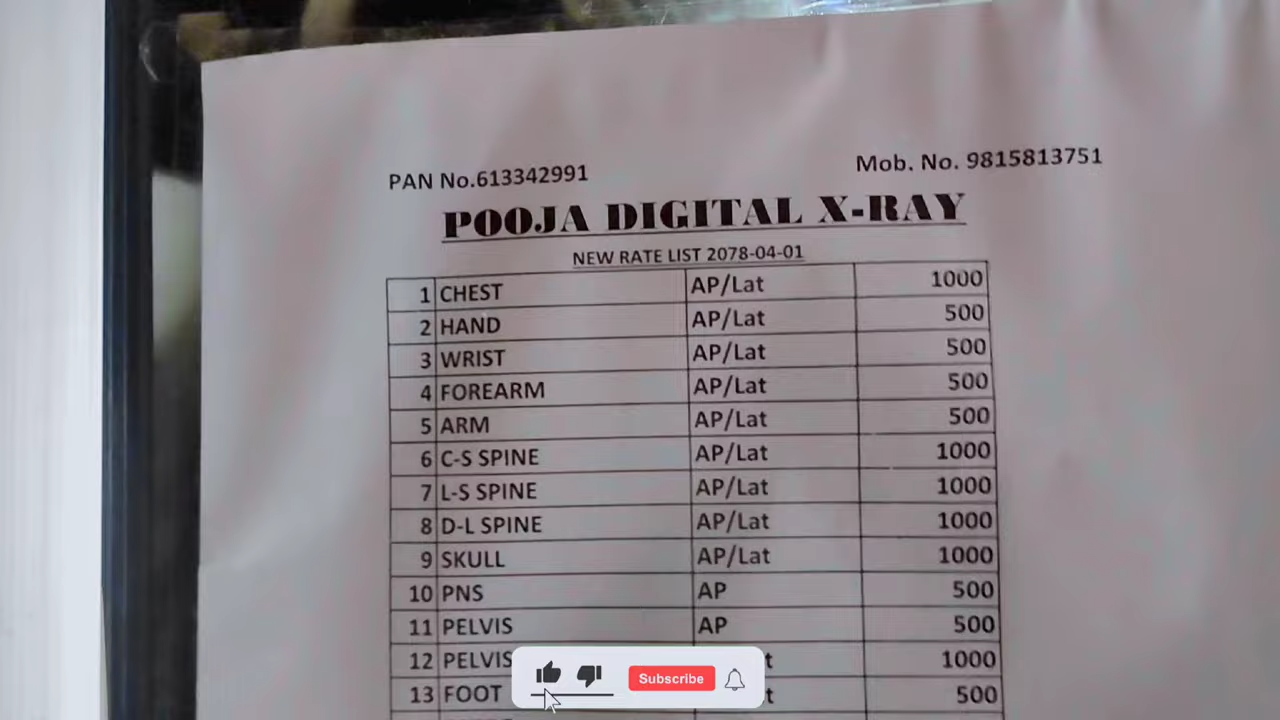 PAN No.613342991 Mob. No. 9815813751
POOJA DIGITAL X-RAY
NEW RATE LIST 2078-04-01
1 CHEST AP/Lat 1000
2 HAND AP/Lat 500
3 WRIST AP/Lat 500
4 FOREARM AP/Lat 500
5 ARM AP/Lat 500
6 C-S SPINE AP/Lat 1000
7 L-S SPINE AP/Lat 1000
8 D-L SPINE AP/Lat 1000
9 SKULL AP/Lat 1000
10 PNS AP 500
11 PELVIS AP 500
12 PELVIS 1000
13 FOOT 500
Subscribe